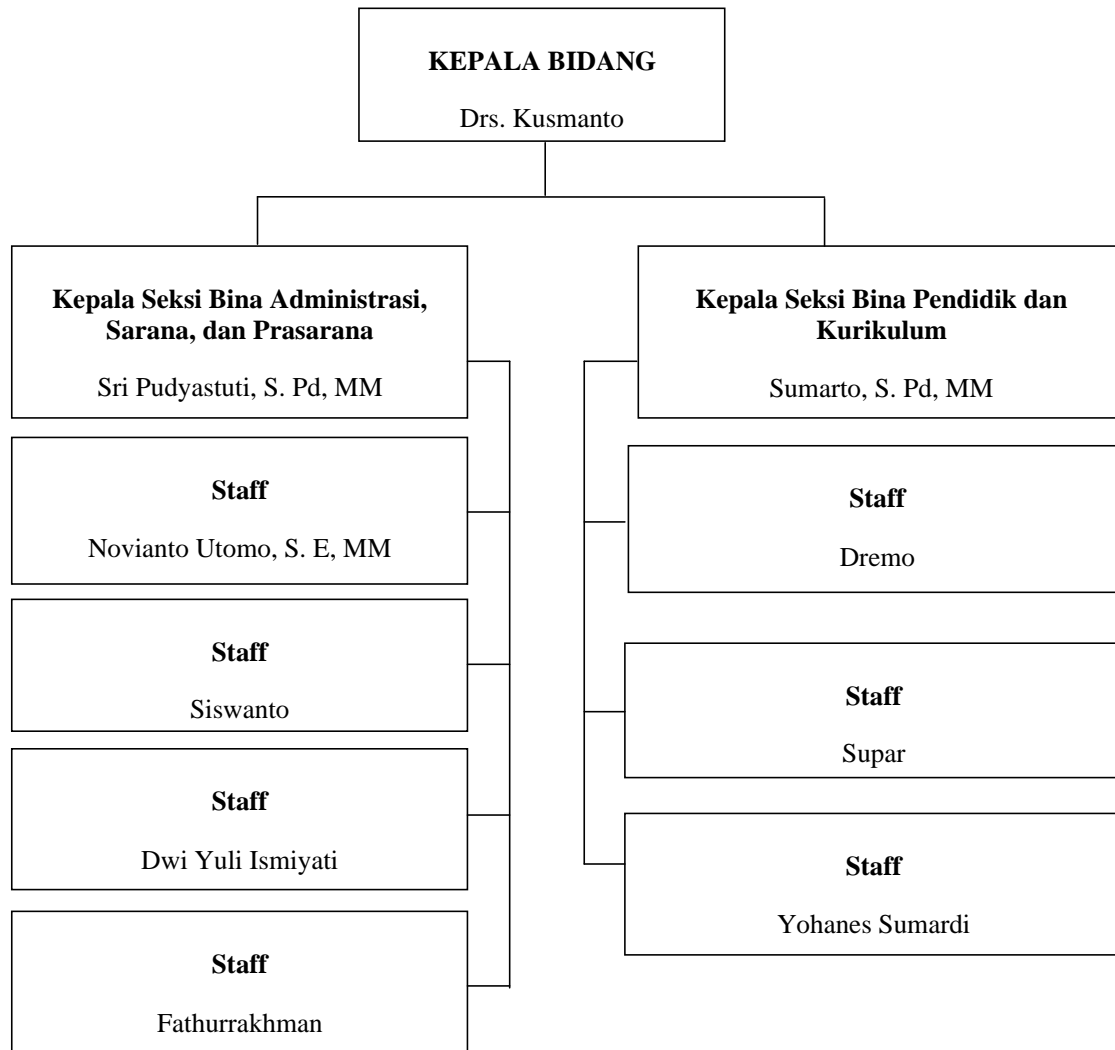 KEPALA BIDANG
Drs. Kusmanto
Kepala Seksi Bina Administrasi,
Sarana, dan Prasarana
Sri Pudyastuti, S. Pd, MM
Staff
Novianto Utomo, S. E, MM
Staff
Siswanto
Staff
Dwi Yuli Ismiyati
Staff
Fathurrakhman
Kepala Seksi Bina Pendidik dan
Kurikulum
Sumarto, S. Pd, MM
Staff
Dremo
Staff
Supar
Staff
Yohanes Sumardi